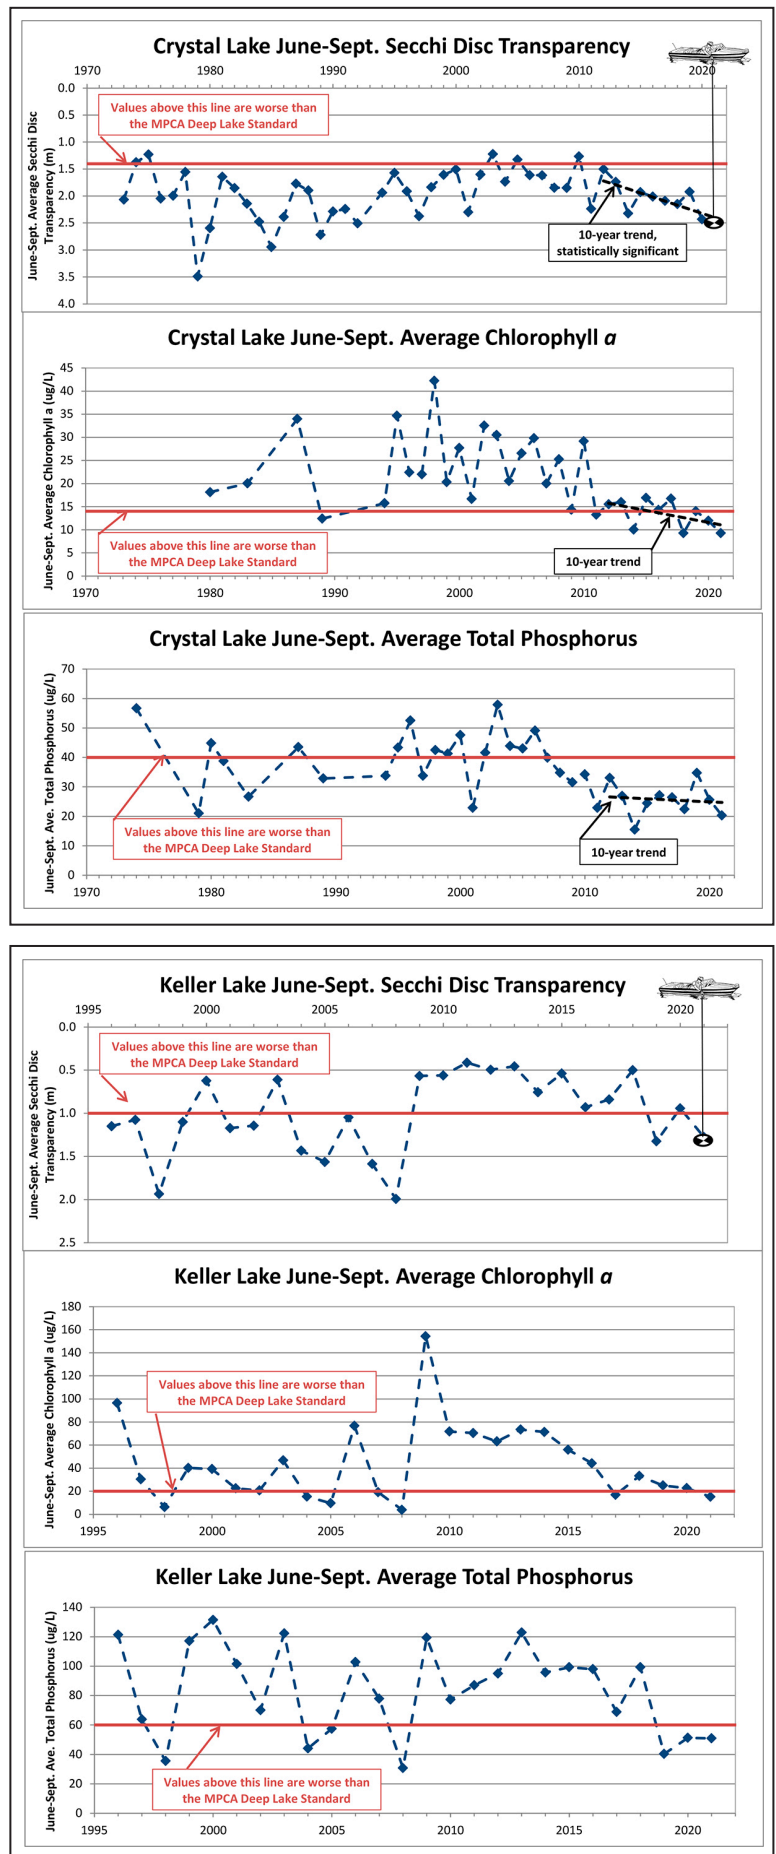 Crystal Lake June-Sept. Secchi Disc Transparency
1970 1980 1990 2000 2010 2020
0.0
0.5
1.0
1.5
2.0
2.5
3.0
3.5
4.0
June-Sept. Average Secchi Disc
Transparency (m)
Values above this line are worse than
the MPCA Deep Lake Standard
10-year trend,
statistically significant
Crystal Lake June-Sept. Average Chlorophyll a
45
40
35
30
25
20
15
10
5
0
June-Sept. Average Chlorophyll a (ug/L)
Values above this line are worse than
the MPCA Deep Lake Standard
10-year trend
1970 1980 1990 2000 2010 2020
Crystal Lake June-Sept. Average Total Phosphorus
70
60
50
40
30
20
10
0
June-Sept. Ave. Total Phosphorus (ug/L)
Values above this line are worse than
the MPCA Deep Lake Standard
10-year trend
1970 1980 1990 2000 2010 2020
Keller Lake June-Sept. Secchi Disc Transparency
1995 2000 2005 2010 2015 2020
0.0
0.5
1.0
1.5
2.0
2.5
June-Sept. Average Secchi Disc
Transparency (m)
Values above this line are worse than
the MPCA Deep Lake Standard
Keller Lake June-Sept. Average Chlorophyll a
180
160
140
120
100
80
60
40
20
0
June-Sept. Average Chlorophyll a (ug/L)
Values above this line are worse than
the MPCA Deep Lake Standard
1995 2000 2005 2010 2015 2020
Keller Lake June-Sept. Average Total Phosphorus
140
120
100
80
60
40
20
0
June-Sept. Ave. Total Phosphorus (ug/L)
Values above this line are worse than
the MPCA Deep Lake Standard
1995 2000 2005 2010 2015 2020